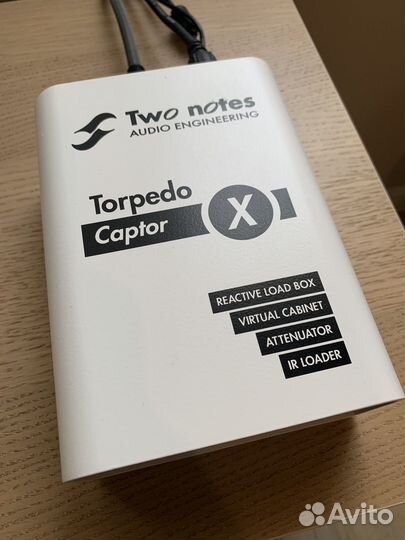 Two notes
AUDIO ENGINEERING
Torpedo
Captor X
REACTIVE LOAD BOX
VIRTUAL CABINET
ATTENUATOR
IR LOADER
Avito